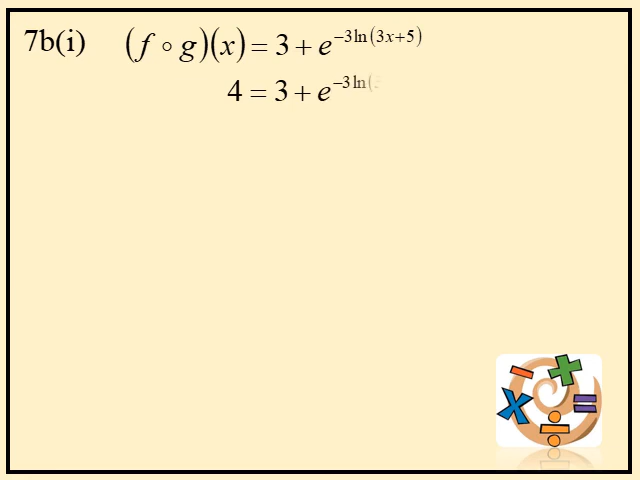 7b(i) (f ∘ g)(x) = 3 + e^{−3ln(3x+5)}
4 = 3 + e^{−3ln(